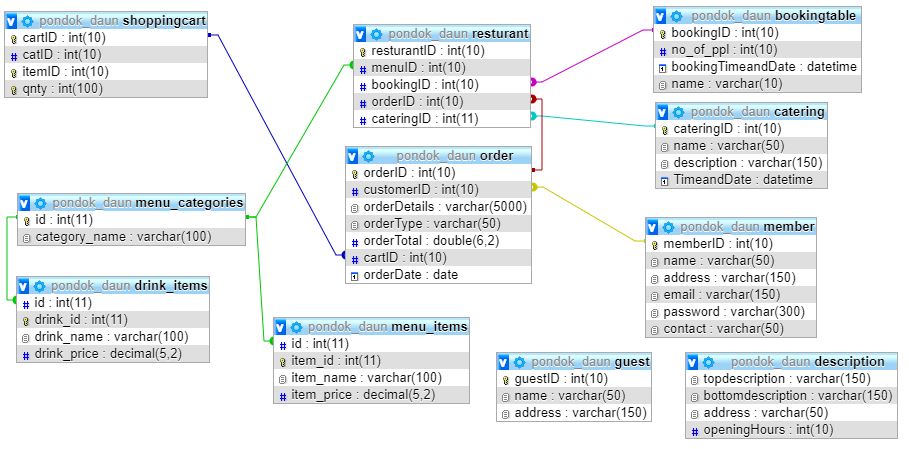 pondok_daun shoppingcart
cartID : int(10)
catID : int(10)
itemID : int(10)
qnty : int(100)
pondok_daun resturant
resturantID : int(10)
menuID : int(10)
bookingID : int(10)
orderID : int(10)
cateringID : int(11)
pondok_daun bookingtable
bookingID : int(10)
no_of_ppl : int(10)
bookingTimeandDate : datetime
name : varchar(10)
pondok_daun catering
cateringID : int(10)
name : varchar(50)
description : varchar(150)
TimeandDate : datetime
pondok_daun order
orderID : int(10)
customerID : int(10)
orderDetails : varchar(5000)
orderType : varchar(50)
orderTotal : double(6,2)
cartID : int(10)
orderDate : date
pondok_daun menu_categories
id : int(11)
category_name : varchar(100)
pondok_daun member
memberID : int(10)
name : varchar(50)
address : varchar(150)
email : varchar(150)
password : varchar(300)
contact : varchar(50)
pondok_daun drink_items
id : int(11)
drink_id : int(11)
drink_name : varchar(100)
drink_price : decimal(5,2)
pondok_daun menu_items
id : int(11)
item_id : int(11)
item_name : varchar(100)
item_price : decimal(5,2)
pondok_daun guest
guestID : int(10)
name : varchar(50)
address : varchar(150)
pondok_daun description
topdescription : varchar(150)
bottomdescription : varchar(150)
address : varchar(50)
openingHours : int(10)